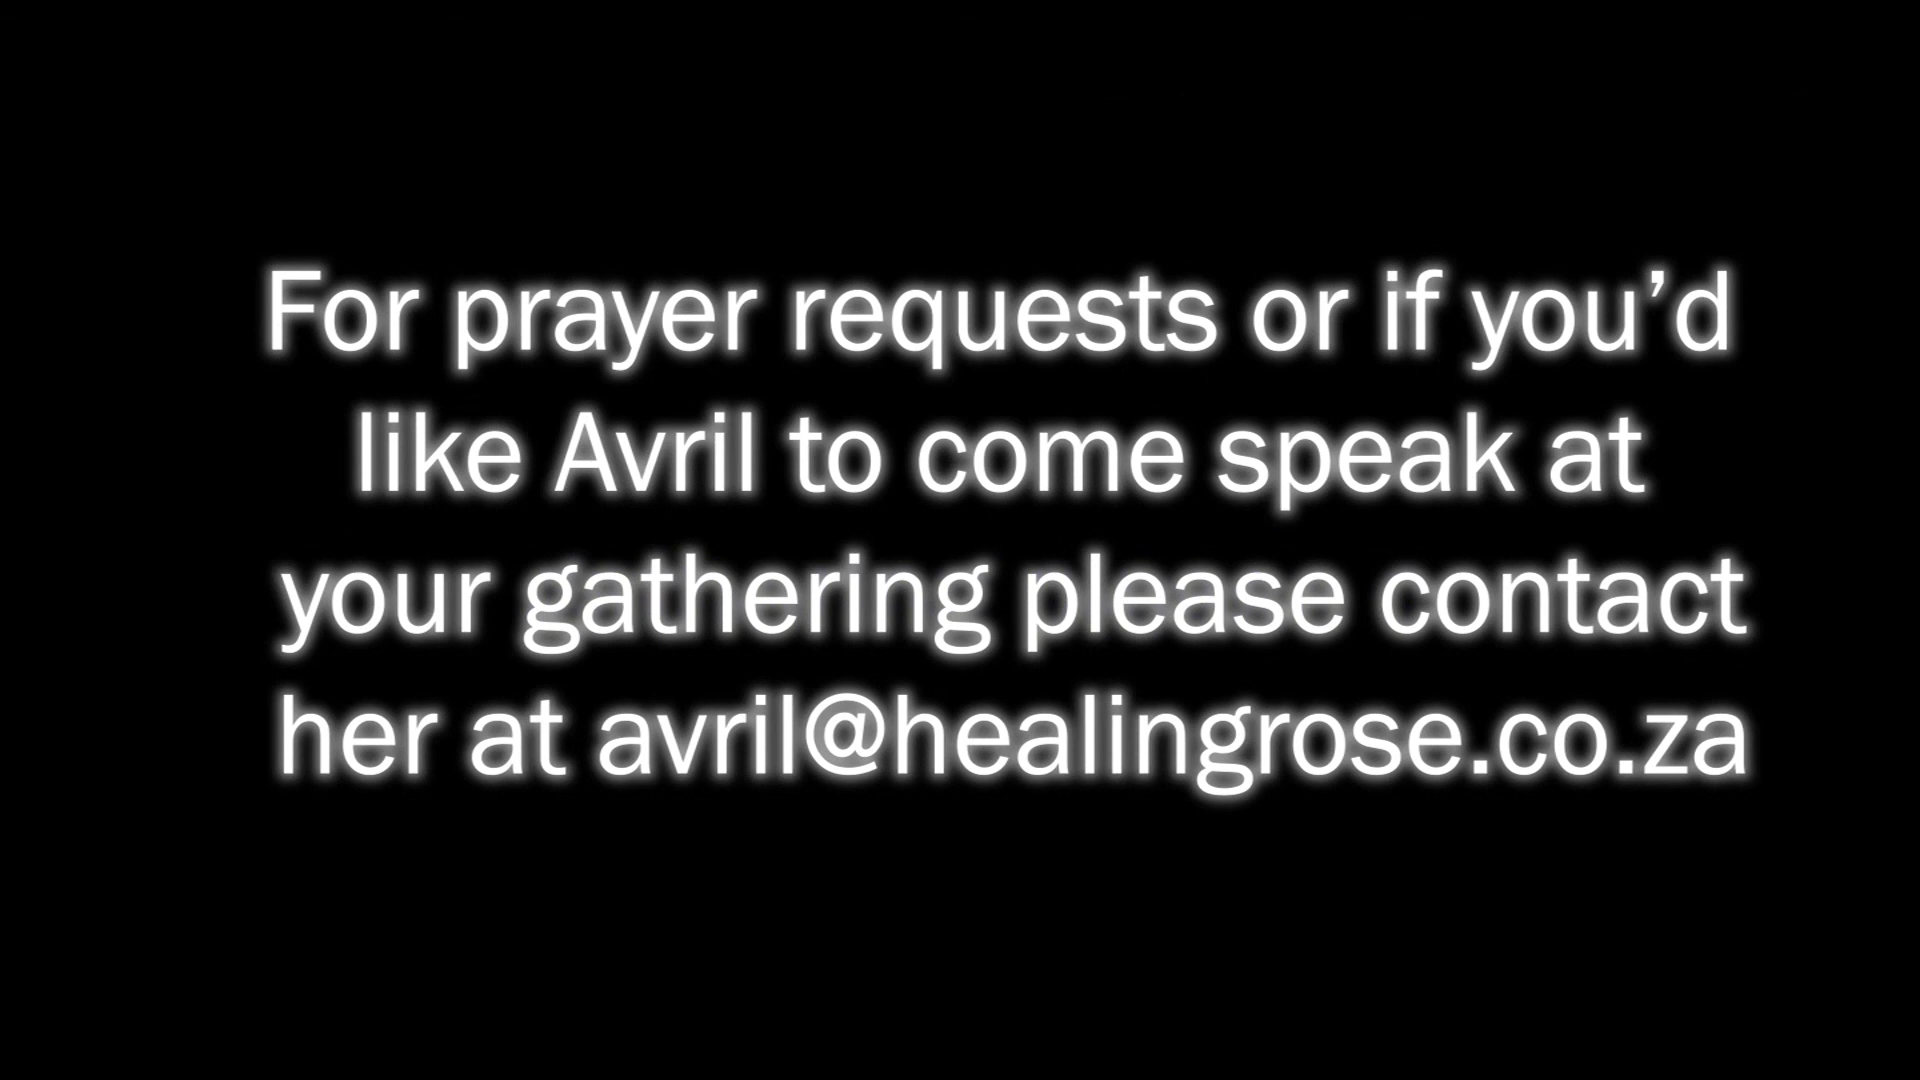 For prayer requests or if you’d
like Avril to come speak at
your gathering please contact
her at avril@healingrose.co.za